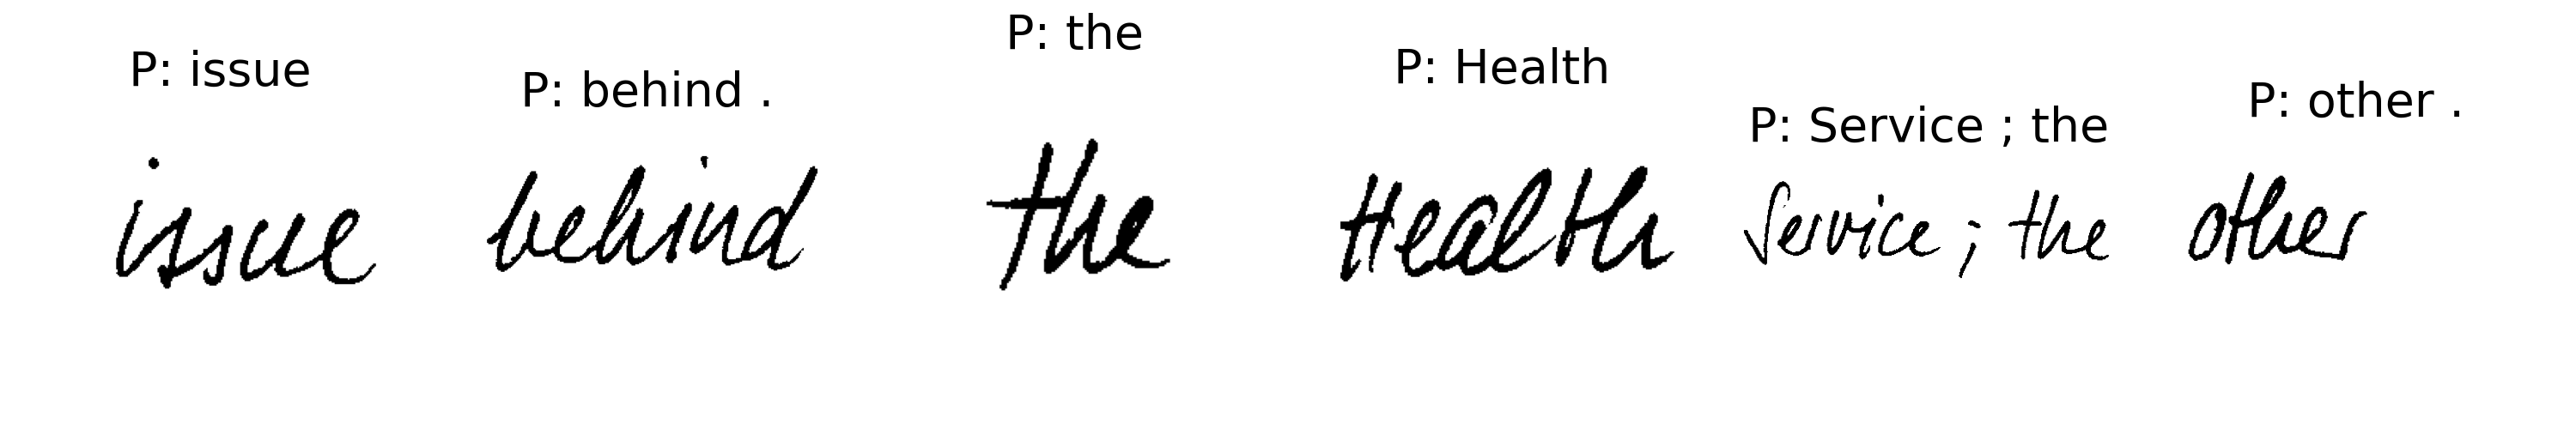 P: issue P: behind . P: the P: Health P: Service ; the P: other .
issue behind the Health Service ; the other